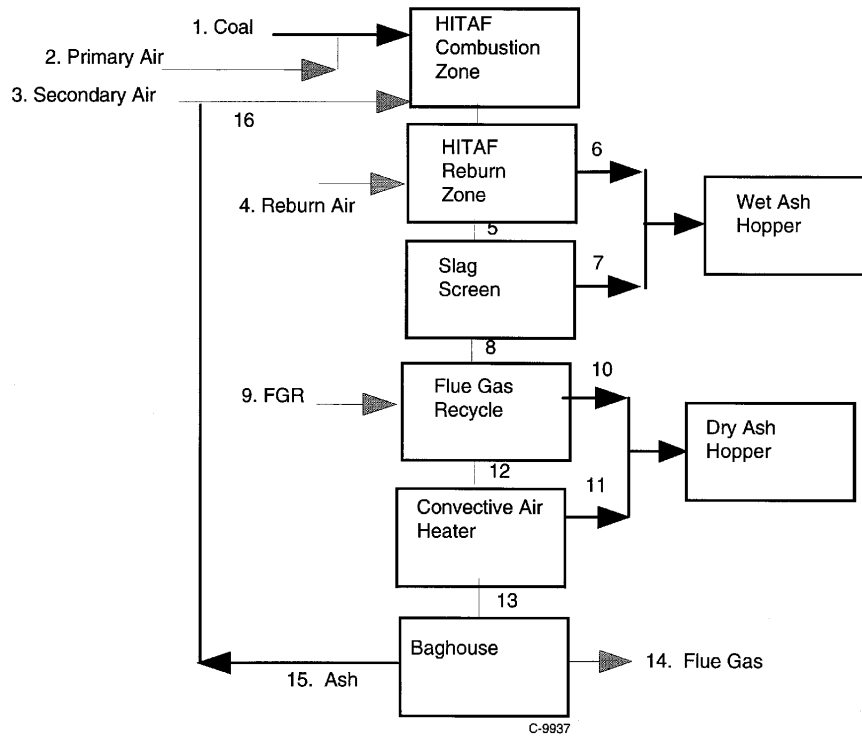 1. Coal
HITAF
Combustion
Zone
2. Primary Air
3. Secondary Air
16
HITAF
Reburn
Zone
6
4. Reburn Air
Wet Ash
Hopper
5
Slag
Screen
7
8
9. FGR
Flue Gas
Recycle
10
Dry Ash
Hopper
12
11
Convective Air
Heater
13
Baghouse
14. Flue Gas
15. Ash
C-9937